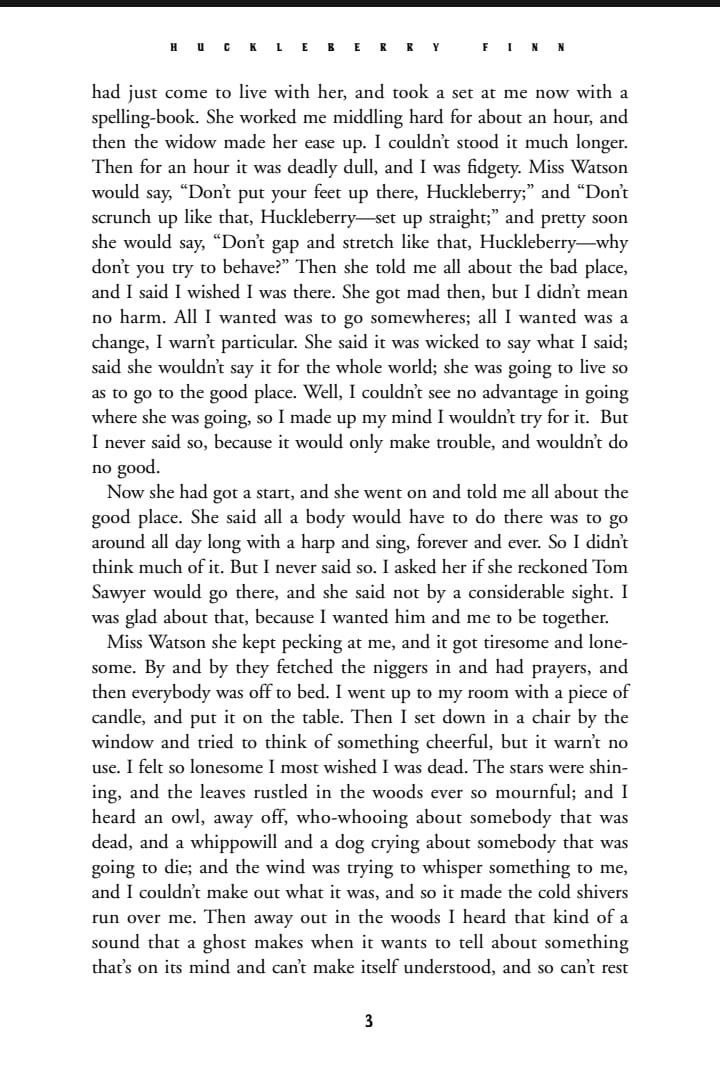 HUCKLEBERRY FINN
had just come to live with her, and took a set at me now with a
spelling-book. She worked me middling hard for about an hour, and
then the widow made her ease up. I couldn’t stood it much longer.
Then for an hour it was deadly dull, and I was fidgety. Miss Watson
would say, “Don’t put your feet up there, Huckleberry;” and “Don’t
scrunch up like that, Huckleberry—set up straight;” and pretty soon
she would say, “Don’t gap and stretch like that, Huckleberry—why
don’t you try to behave?” Then she told me all about the bad place,
and I said I wished I was there. She got mad then, but I didn’t mean
no harm. All I wanted was to go somewheres; all I wanted was a
change, I warn’t particular. She said it was wicked to say what I said;
said she wouldn’t say it for the whole world; she was going to live so
as to go to the good place. Well, I couldn’t see no advantage in going
where she was going, so I made up my mind I wouldn’t try for it. But
I never said so, because it would only make trouble, and wouldn’t do
no good.
Now she had got a start, and she went on and told me all about the
good place. She said all a body would have to do there was to go
around all day long with a harp and sing, forever and ever. So I didn’t
think much of it. But I never said so. I asked her if she reckoned Tom
Sawyer would go there, and she said not by a considerable sight. I
was glad about that, because I wanted him and me to be together.
Miss Watson she kept pecking at me, and it got tiresome and lone-
some. By and by they fetched the niggers in and had prayers, and
then everybody was off to bed. I went up to my room with a piece of
candle, and put it on the table. Then I set down in a chair by the
window and tried to think of something cheerful, but it warn’t no
use. I felt so lonesome I most wished I was dead. The stars were shin-
ing, and the leaves rustled in the woods ever so mournful; and I
heard an owl, away off, who-whooing about somebody that was
dead, and a whippowill and a dog crying about somebody that was
going to die; and the wind was trying to whisper something to me,
and I couldn’t make out what it was, and so it made the cold shivers
run over me. Then away out in the woods I heard that kind of a
sound that a ghost makes when it wants to tell about something
that’s on its mind and can’t make itself understood, and so can’t rest
3